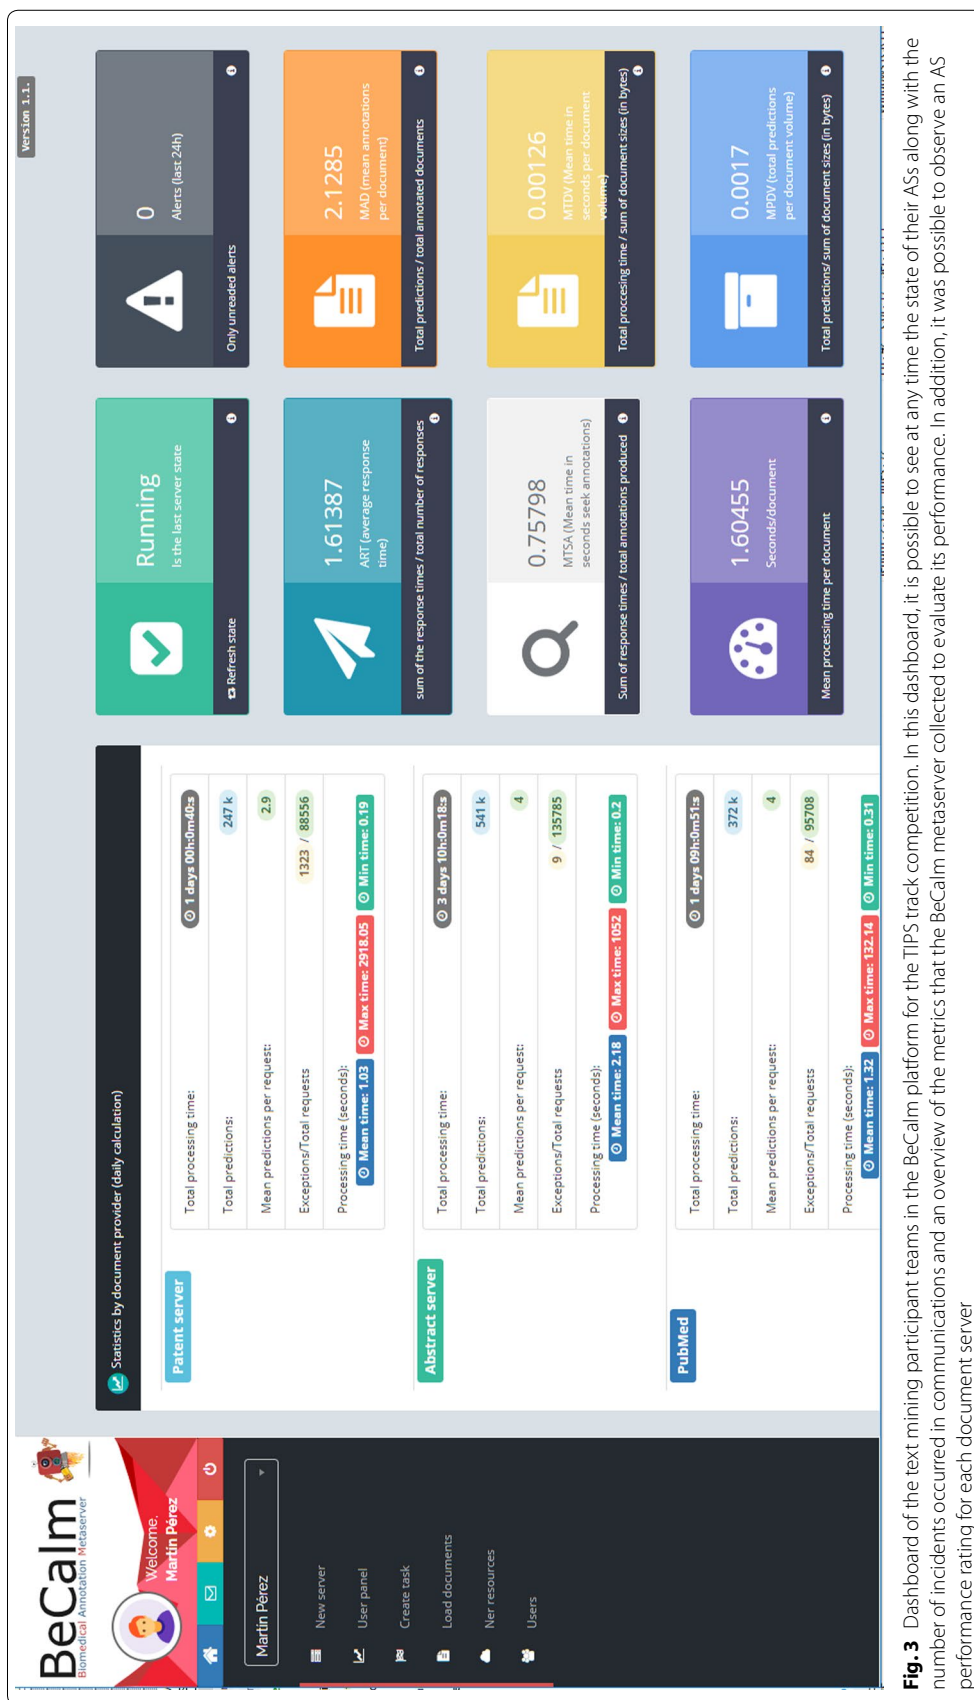 BeCalm
Biomedical Annotation Metaserver
Welcome,
Martín Pérez
Martín Pérez
New server
User panel
Create task
Load documents
Ner resources
Users
Version 1.1.
Statistics by document provider (daily calculation)
Patent server
Total processing time:
1 days 00h:0m40:s
Total predictions:
247 k
Mean predictions per request:
2.9
Exceptions/Total requests
1323 / 88556
Processing time (seconds):
Mean time: 1.03 Max time: 2918.05 Min time: 0.19
Abstract server
Total processing time:
3 days 10h:0m18:s
Total predictions:
541 k
Mean predictions per request:
4
Exceptions/Total requests
9 / 135785
Processing time (seconds):
Mean time: 2.18 Max time: 1052 Min time: 0.2
PubMed
Total processing time:
1 days 09h:0m51:s
Total predictions:
372 k
Mean predictions per request:
4
Exceptions/Total requests
84 / 95708
Processing time (seconds):
Mean time: 1.32 Max time: 132.14 Min time: 0.31
Running
Is the last server state
Refresh state
0
Alerts (last 24h)
Only unreaded alerts
1.61387
ART (average response
time)
sum of the response times / total number of responses
2.1285
MAD (mean annotations
per document)
Total predictions / total annotated documents
0.75798
MTSA (Mean time in
seconds seek annotations)
Sum of response times / total annotations produced
0.00126
MTDV (Mean time in
seconds per document
volume)
Total proccesing time / sum of document sizes (in bytes)
1.60455
Seconds/document
Mean processing time per document
0.0017
MPDV (total predictions
per document volume)
Total predictions/ sum of document sizes (in bytes)
Fig. 3 Dashboard of the text mining participant teams in the BeCalm platform for the TIPS track competition. In this dashboard, it is possible to see at any time the state of their ASs along with the
number of incidents occurred in communications and an overview of the metrics that the BeCalm metaserver collected to evaluate its performance. In addition, it was possible to observe an AS
performance rating for each document server